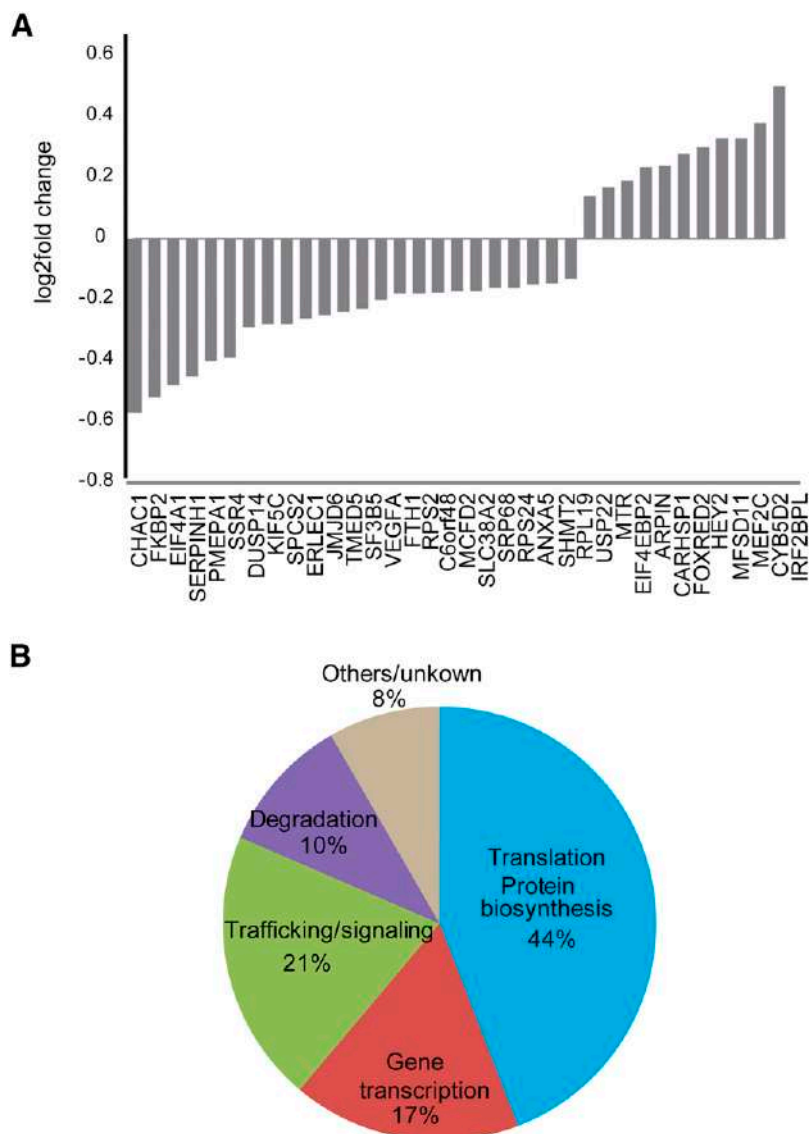 A
0.6
0.4
0.2
0
-0.2
-0.4
-0.6
-0.8
log2fold change
CHAC1
FKBP2
EIF4A1
SERPINH1
PMEPA1
SSR4
DUSP14
KIF5C
SPCS2
ERLEC1
JMJD6
TMED5
SF3B5
VEGFA
FTH1
RPS2
C6orf48
MCFD2
SLC38A2
SRP68
RPS24
ANXA5
SHMT2
RPL19
USP22
MTR
EIF4EBP2
ARPIN
CARHSP1
FOXRED2
HEY2
MFSD11
MEF2C
CYB5D2
IRF2BPL
B
Others/unkown
8%
Degradation
10%
Trafficking/signaling
21%
Translation
Protein
biosynthesis
44%
Gene
transcription
17%